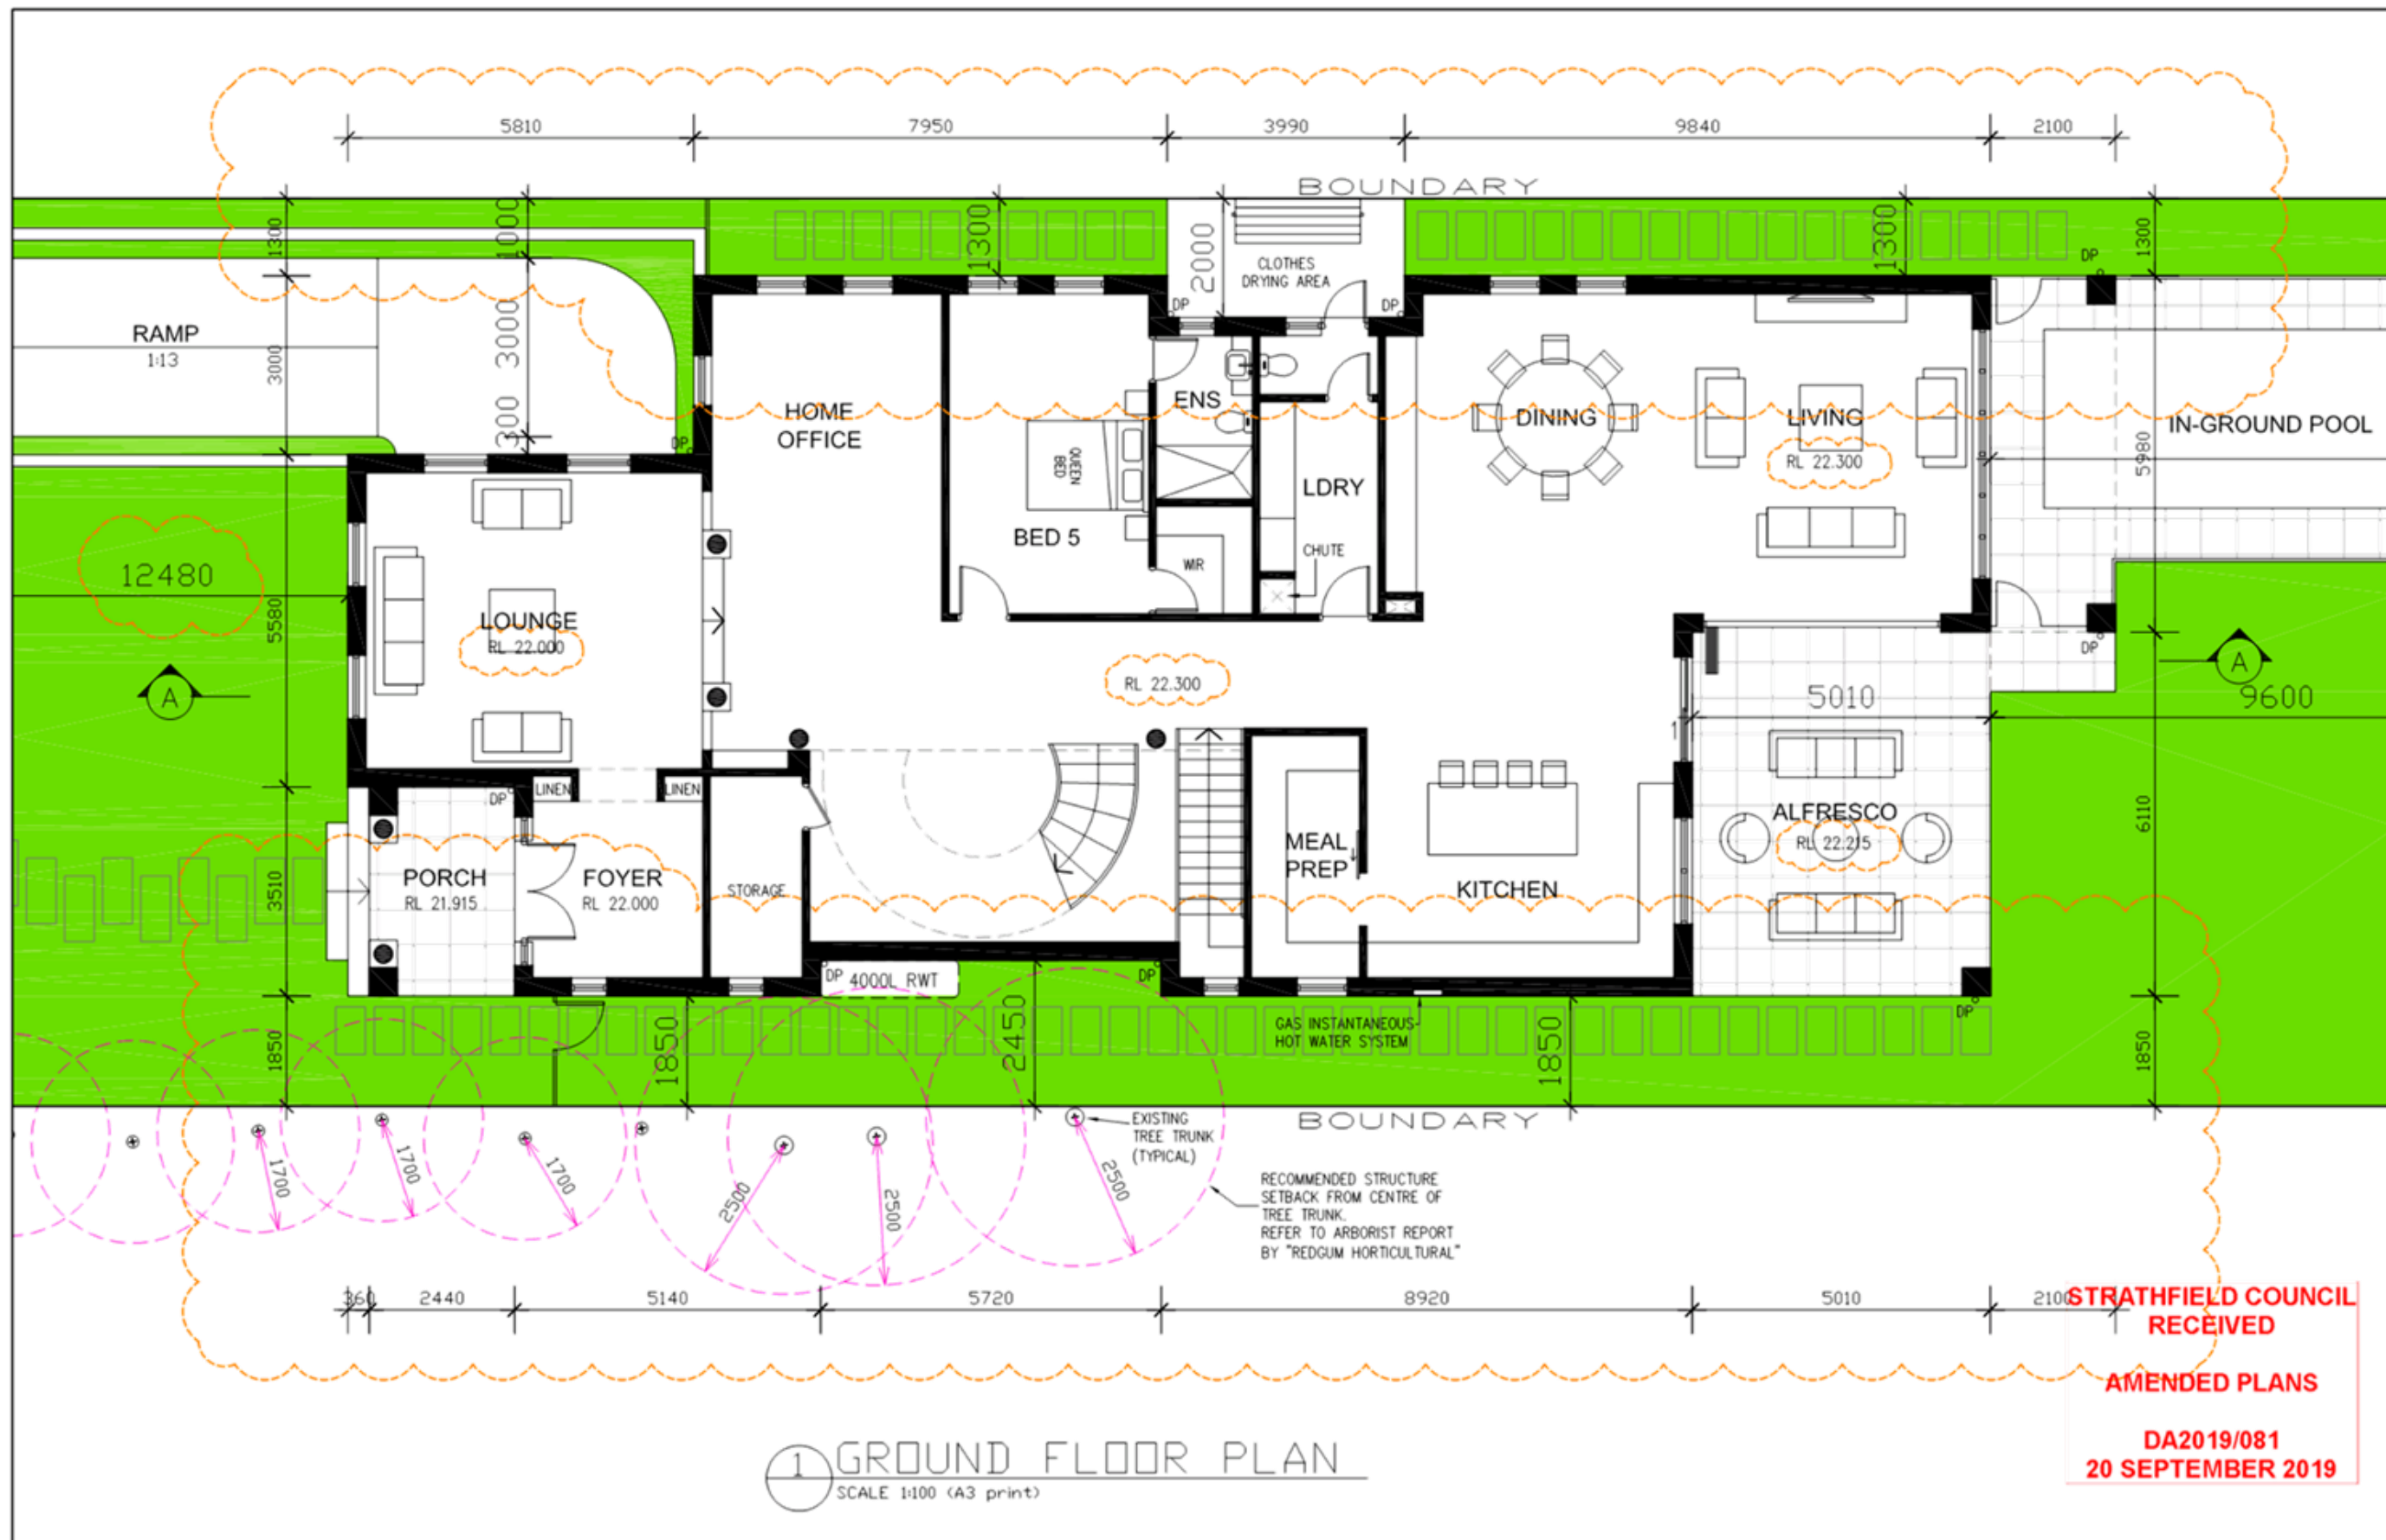 5810
7950
3990
9840
2100
BOUNDARY
1300
1000
1300
2000
1300
1300
CLOTHES
DRYING AREA
DP
DP
DP
RAMP
1:13
3000
3000
300
DP
HOME
OFFICE
ENS
DINING
LIVING
RL 22.300
IN-GROUND POOL
5980
QUEEN
BED
BED 5
LDRY
CHUTE
WIR
12480
5580
LOUNGE
RL 22.000
A
RL 22.300
DP
A
5010
9600
LINEN
LINEN
DP
PORCH
RL 21.915
FOYER
RL 22.000
STORAGE
MEAL
PREP
KITCHEN
ALFRESCO
RL 22.215
3510
6110
DP
4000L RWT
DP
DP
1850
1850
2450
GAS INSTANTANEOUS
HOT WATER SYSTEM
1850
1850
BOUNDARY
EXISTING
TREE TRUNK
(TYPICAL)
1700
1700
1700
2500
2500
2500
RECOMMENDED STRUCTURE
SETBACK FROM CENTRE OF
TREE TRUNK.
REFER TO ARBORIST REPORT
BY "REDGUM HORTICULTURAL"
360
2440
5140
5720
8920
5010
2100
STRATHFIELD COUNCIL
RECEIVED
AMENDED PLANS
DA2019/081
20 SEPTEMBER 2019
1
GROUND FLOOR PLAN
SCALE 1:100 (A3 print)